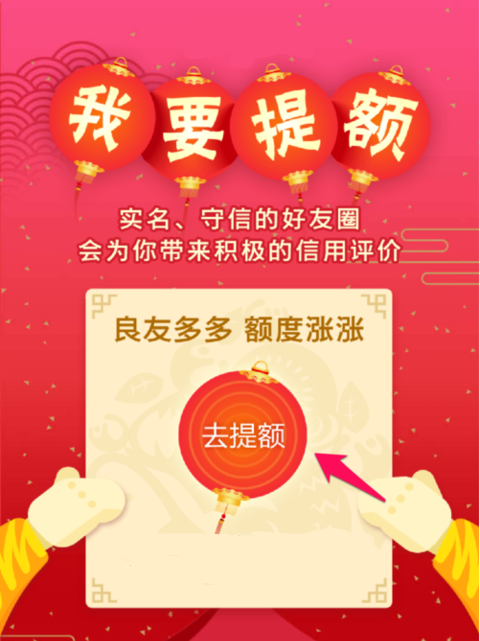 我要提额
实名、守信的好友圈
会为你带来积极的信用评价
良友多多 额度涨涨
去提额